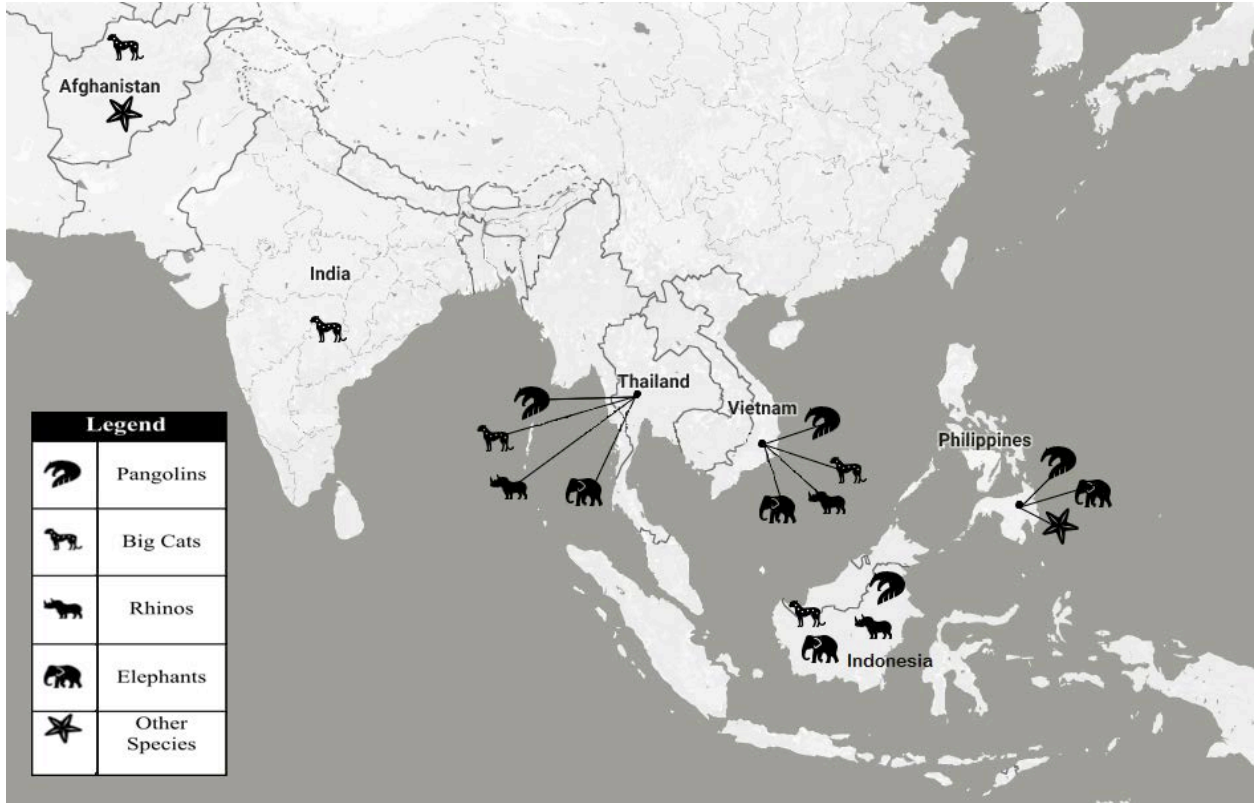 Afghanistan
India
Thailand
Vietnam
Philippines
Indonesia
Legend
Pangolins
Big Cats
Rhinos
Elephants
Other
Species